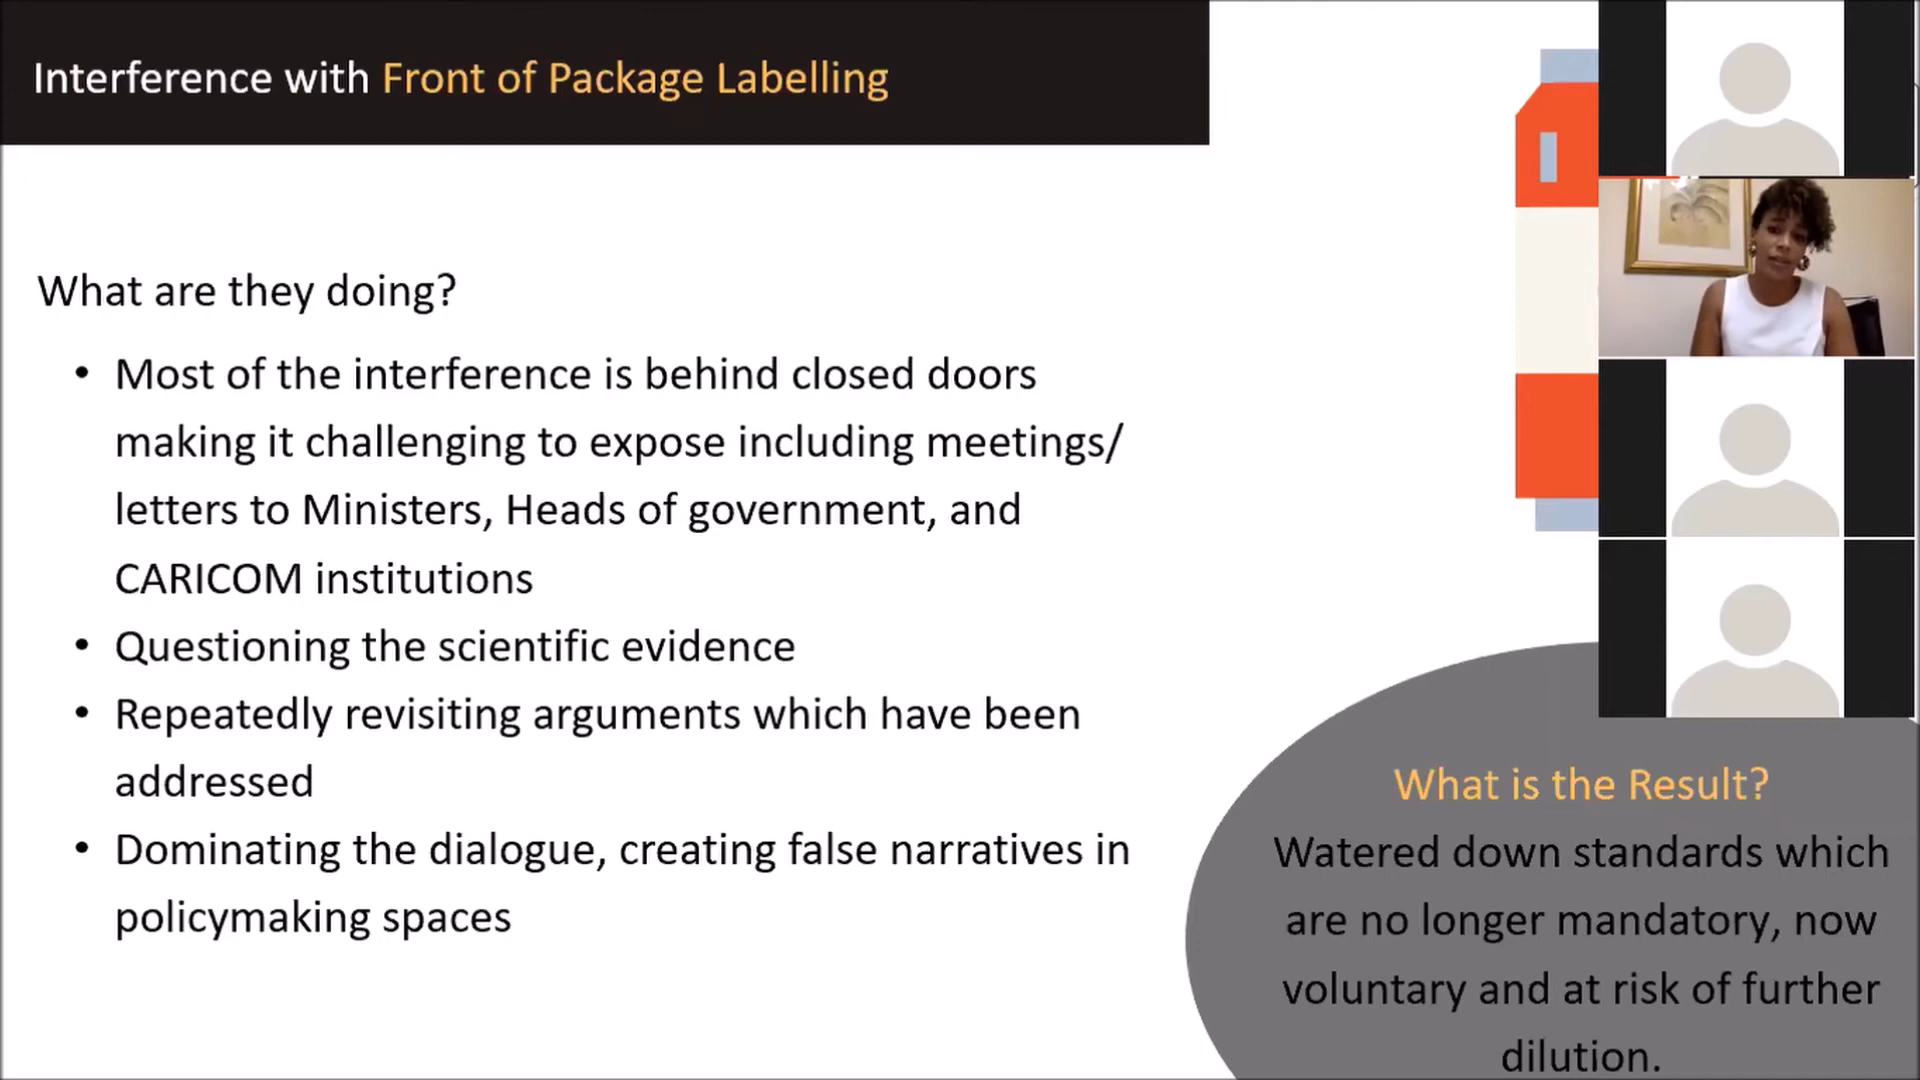 Interference with Front of Package Labelling
What are they doing?
• Most of the interference is behind closed doors
making it challenging to expose including meetings/
letters to Ministers, Heads of government, and
CARICOM institutions
• Questioning the scientific evidence
• Repeatedly revisiting arguments which have been
addressed
• Dominating the dialogue, creating false narratives in
policymaking spaces
What is the Result?
Watered down standards which
are no longer mandatory, now
voluntary and at risk of further
dilution.